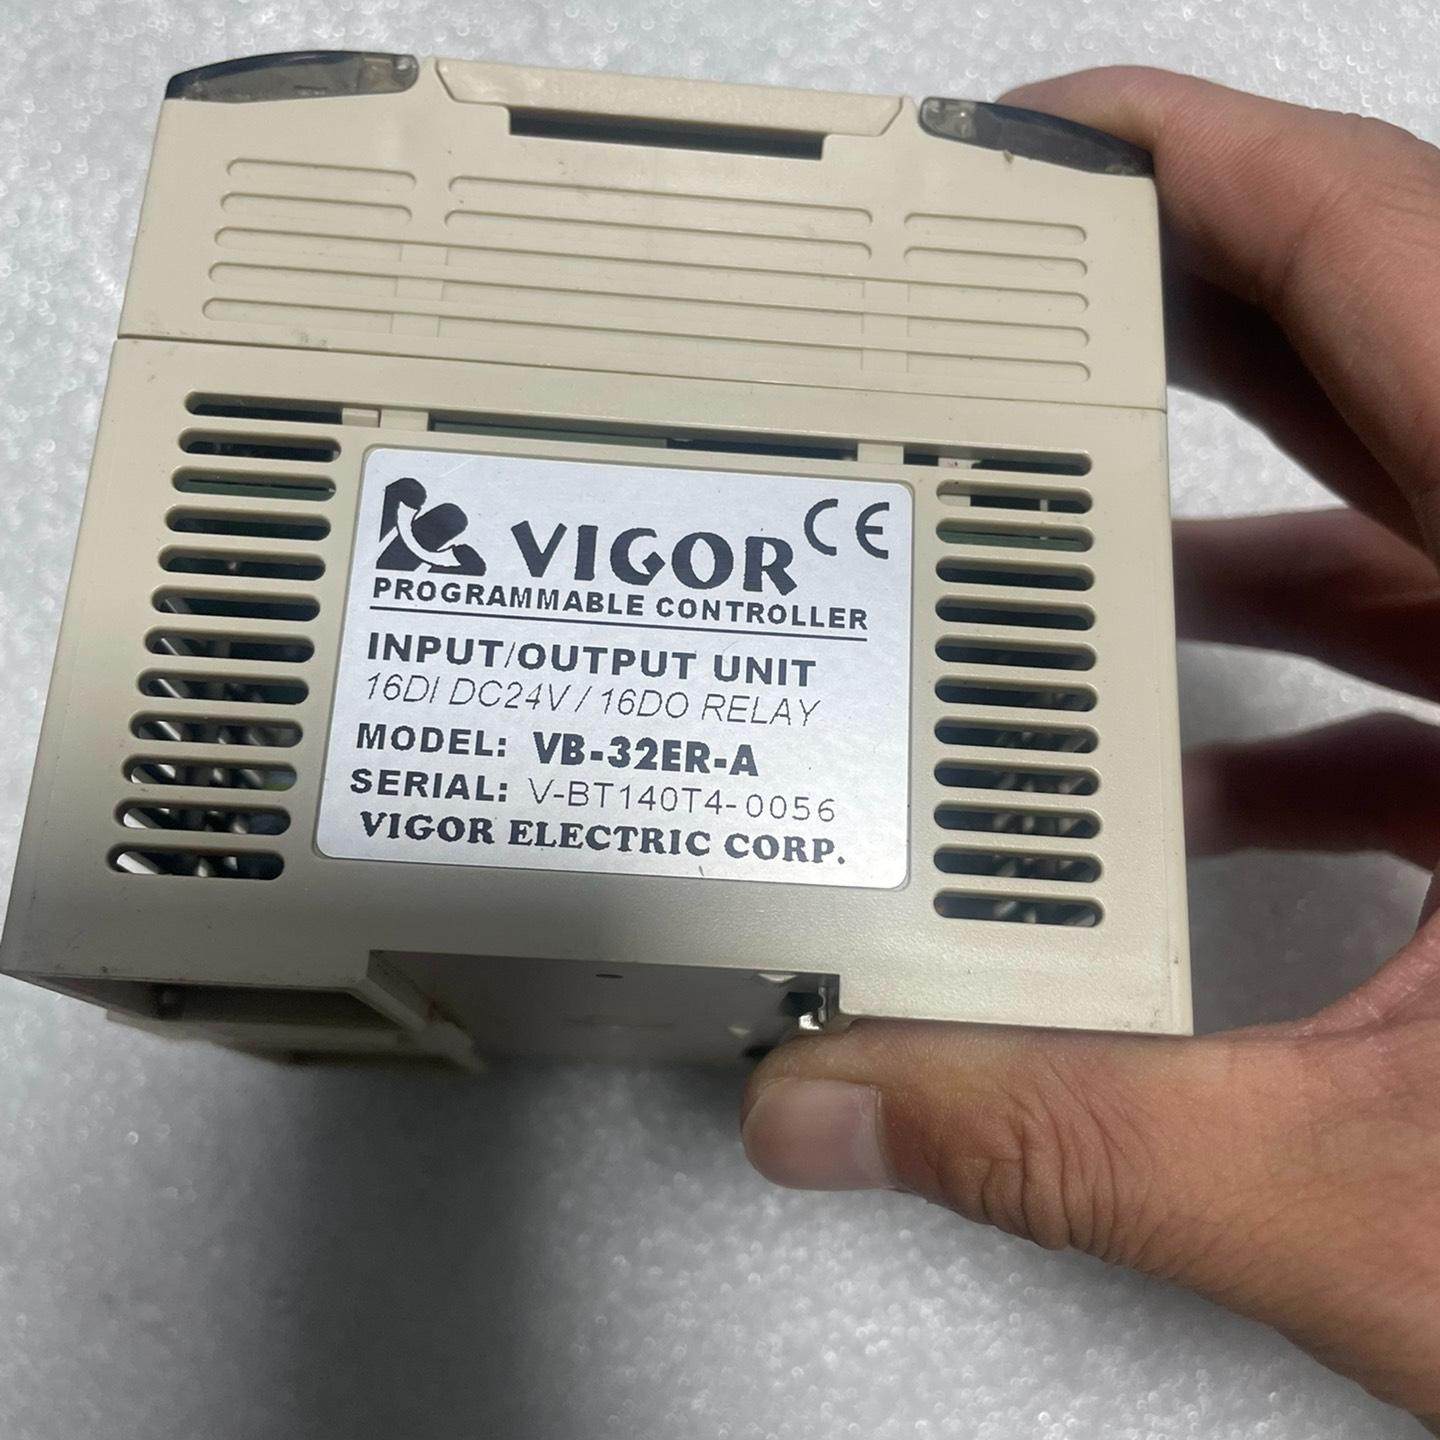 VIGOR CE
PROGRAMMABLE CONTROLLER
INPUT/OUTPUT UNIT
16DI DC24V / 16DO RELAY
MODEL: VB-32ER-A
SERIAL: V-BT140T4-0056
VIGOR ELECTRIC CORP.